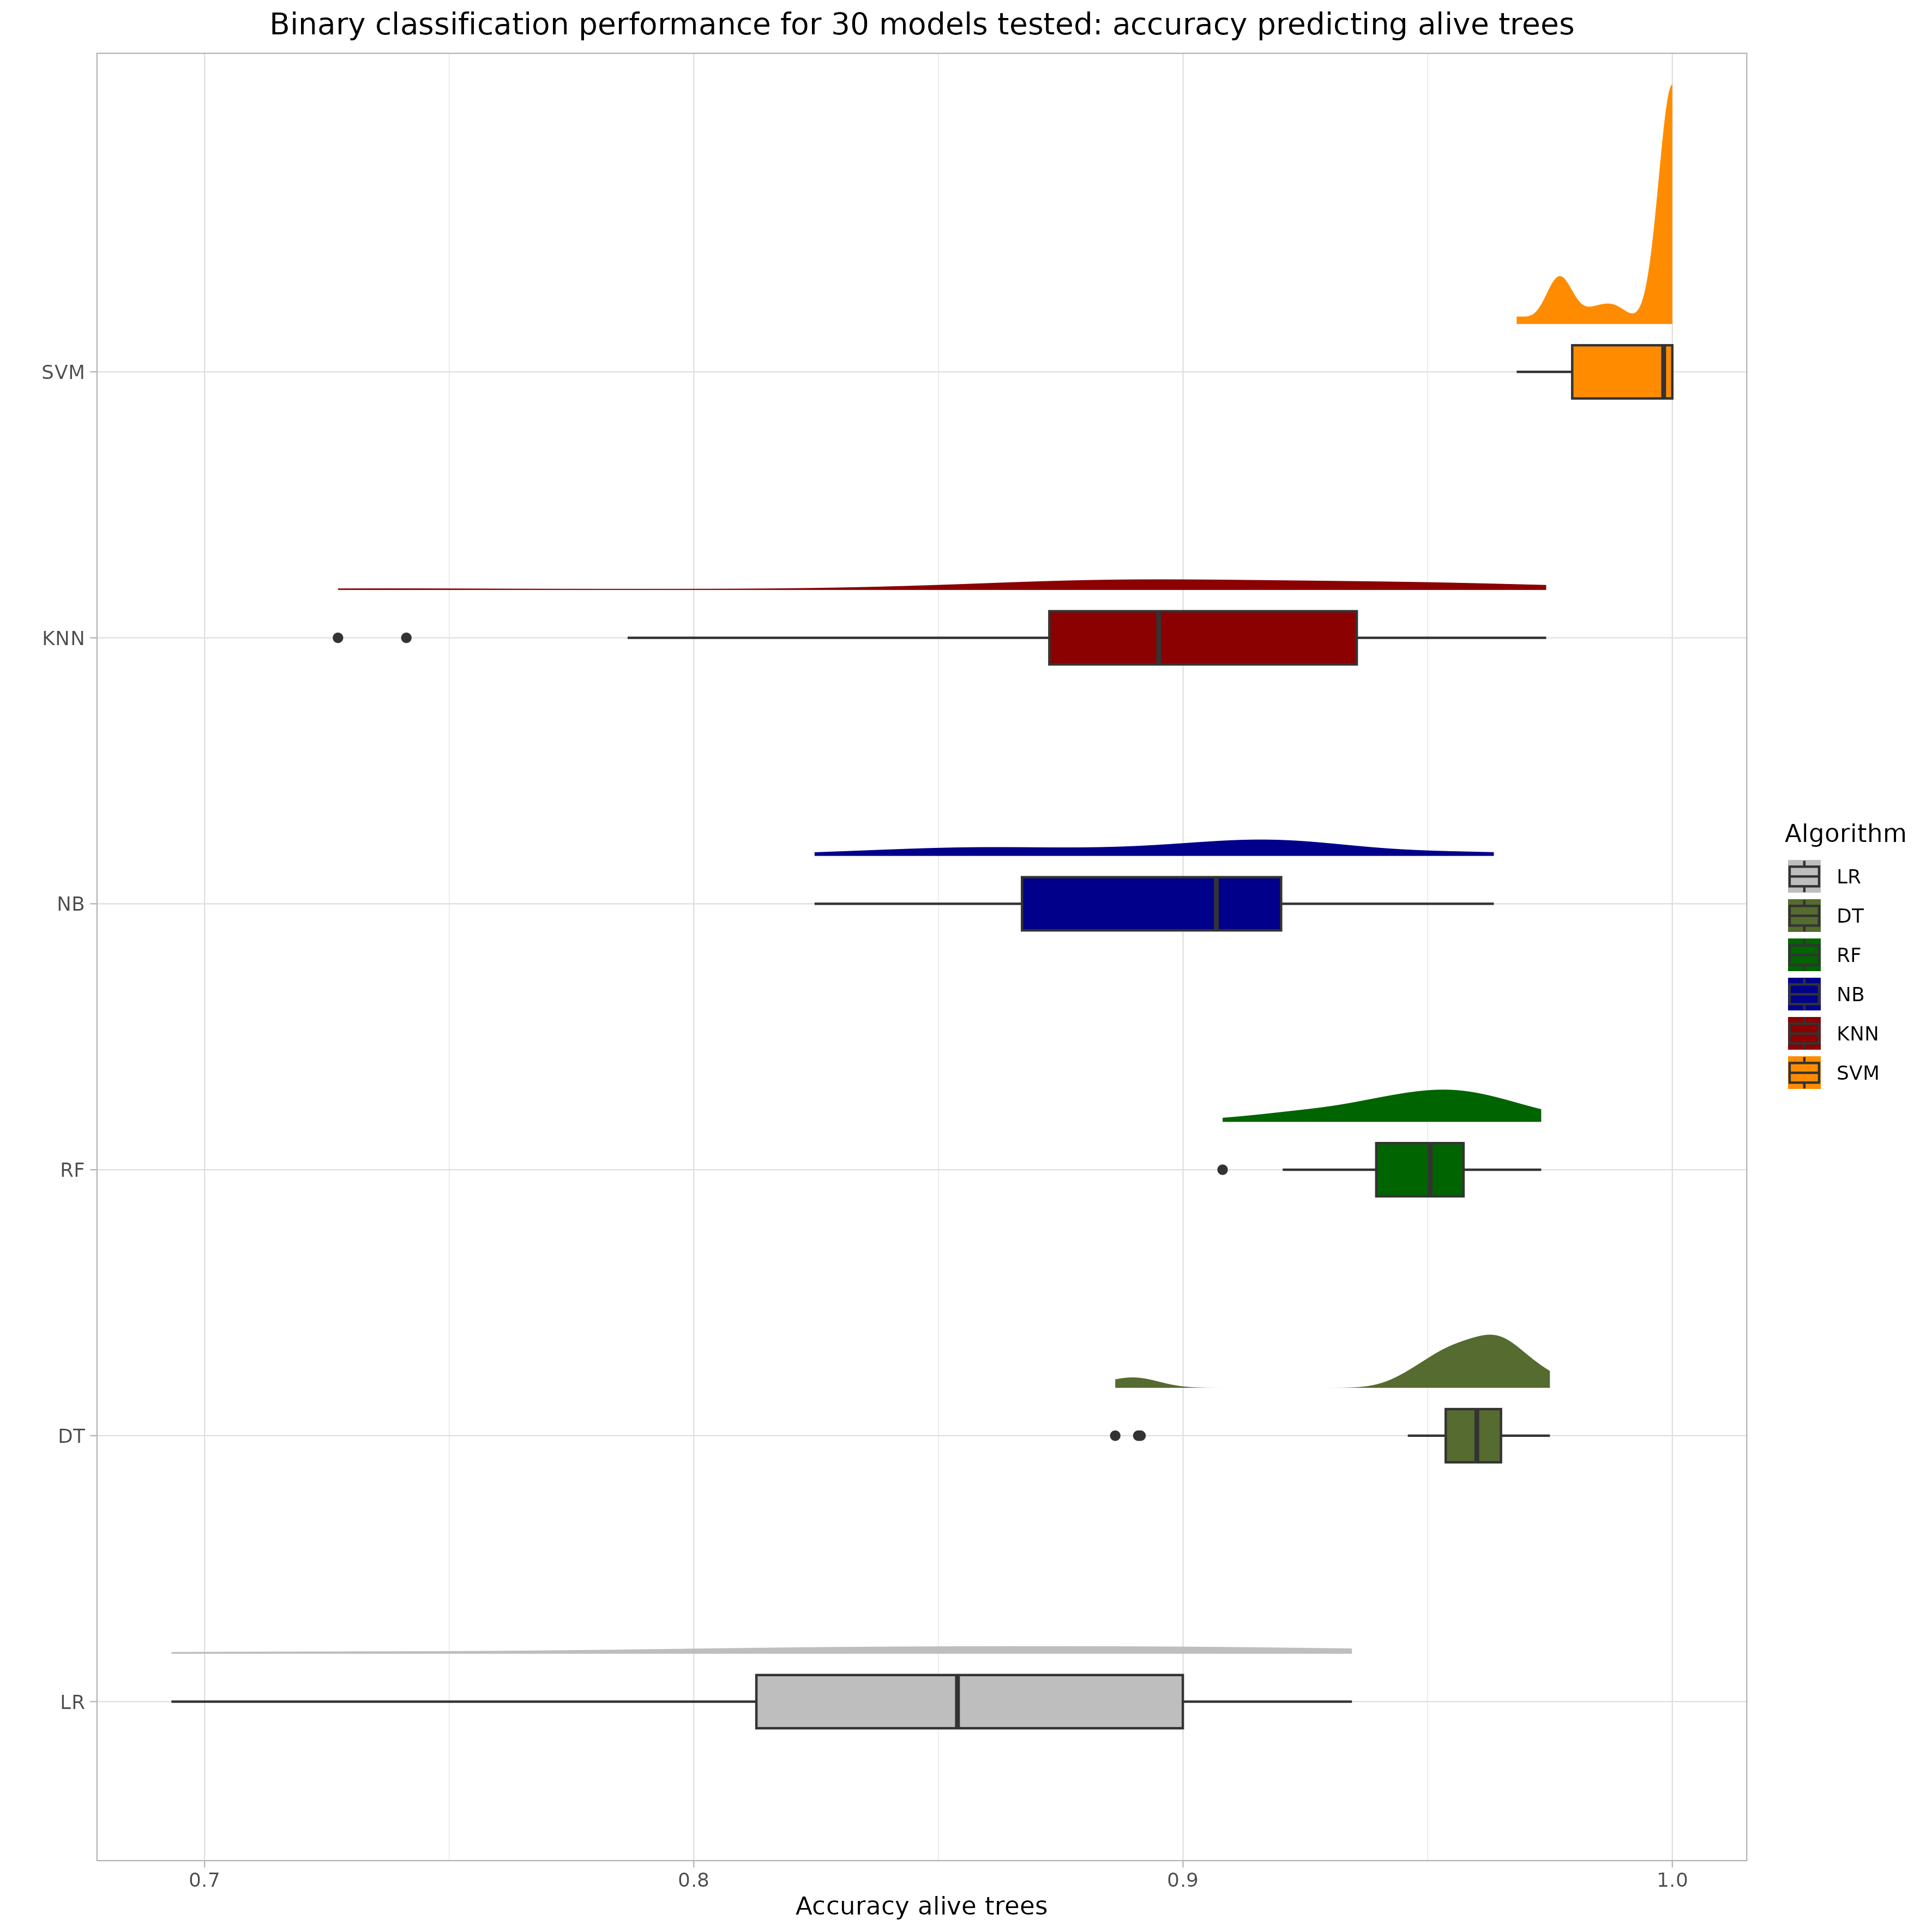 Binary classification performance for 30 models tested: accuracy predicting alive trees
SVM
KNN
NB
RF
DT
LR
0.7
0.8
0.9
1.0
Accuracy alive trees
Algorithm
LR
DT
RF
NB
KNN
SVM